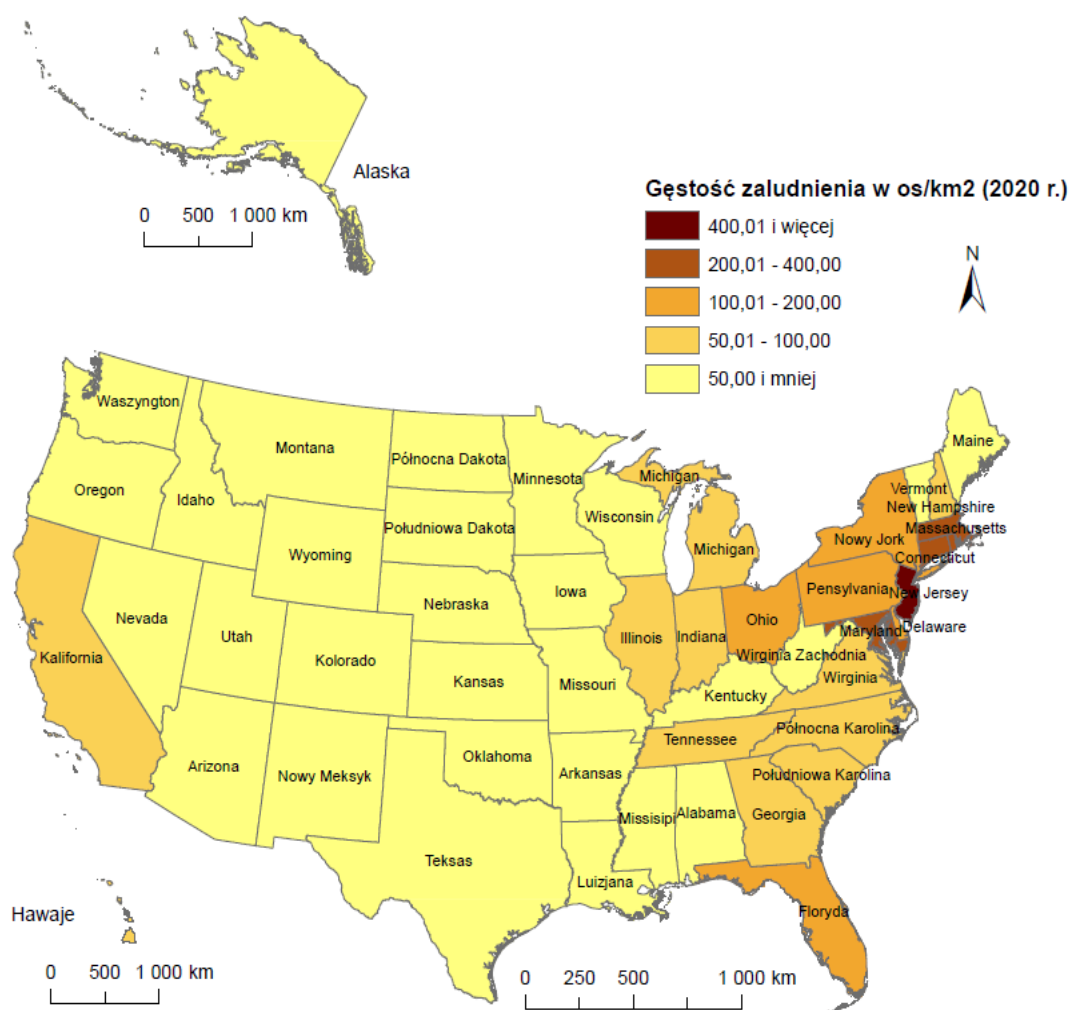 Alaska
0 500 1 000 km
Gęstość zaludnienia w os/km2 (2020 r.)
400,01 i więcej
200,01 - 400,00
100,01 - 200,00
50,01 - 100,00
50,00 i mniej
N
Waszyngton
Montana
Północna Dakota
Minnesota
Michigan
Maine
Oregon
Idaho
Południowa Dakota
Wisconsin
Vermont
New Hampshire
Massachusetts
Wyoming
Michigan
Nowy Jork
Connecticut
Nebraska
Iowa
Pensylwania
New Jersey
Nevada
Utah
Kolorado
Illinois
Indiana
Ohio
Maryland
Delaware
Kalifornia
Kansas
Missouri
Wirginia Zachodnia
Wirginia
Kentucky
Arizona
Nowy Meksyk
Oklahoma
Arkansas
Tennessee
Północna Karolina
Południowa Karolina
Missisipi
Alabama
Georgia
Teksas
Luizjana
Floryda
Hawaje
0 500 1 000 km
0 250 500 1 000 km